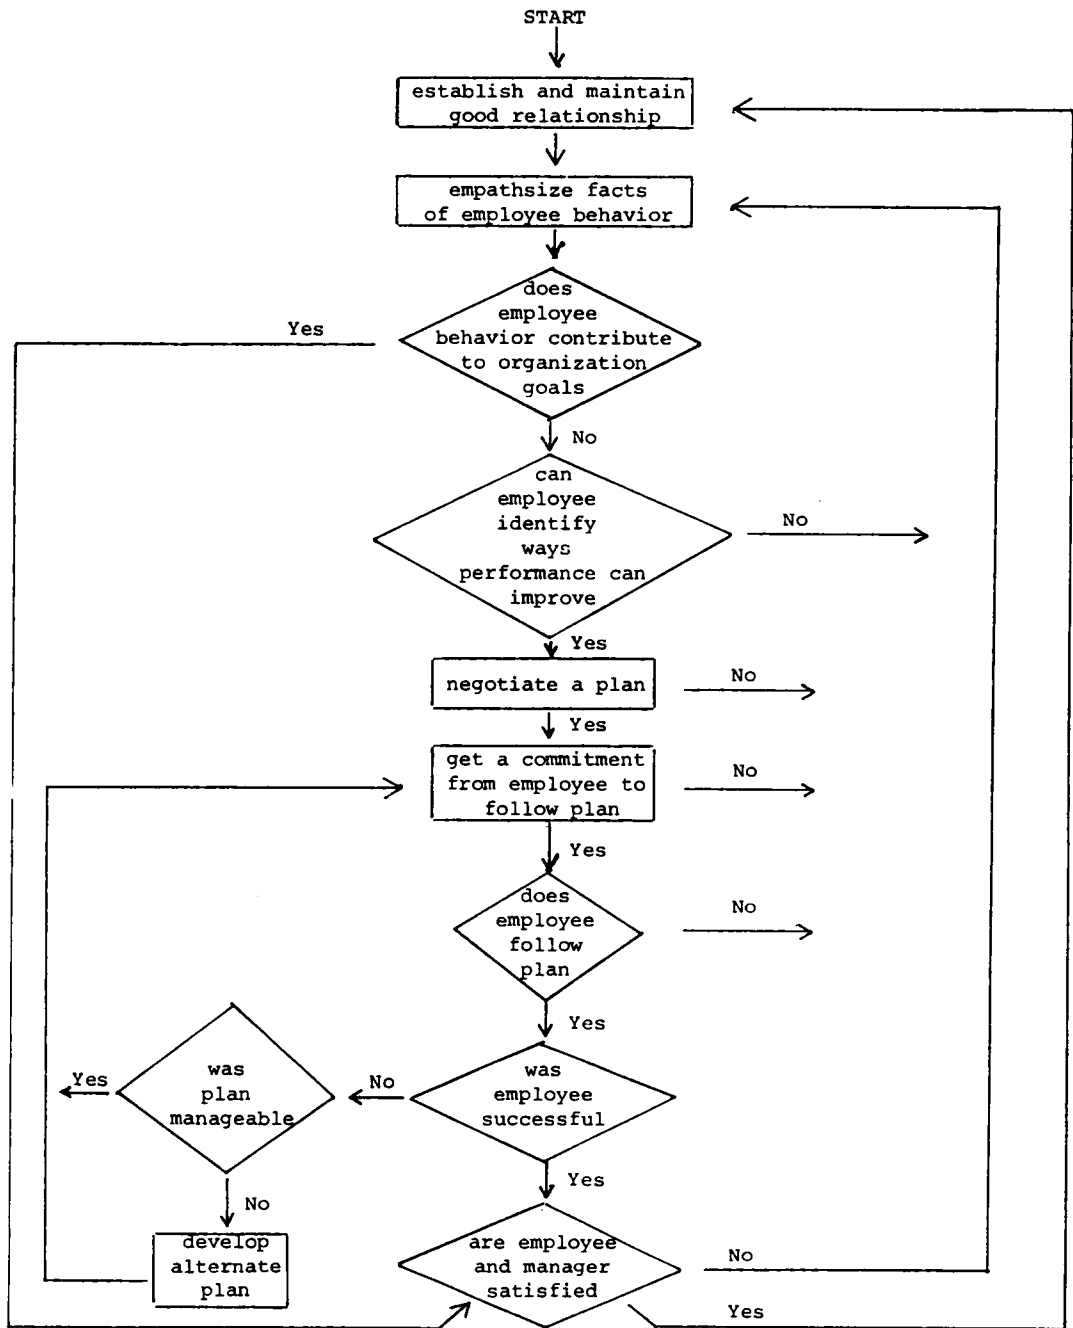 START
establish and maintain
good relationship
empathsize facts
of employee behavior
does
employee
behavior contribute
to organization
goals
Yes
No
can
employee
identify
ways
performance can
improve
No
Yes
negotiate a plan
No
Yes
get a commitment
from employee to
follow plan
No
Yes
does
employee
follow
plan
No
Yes
was
employee
successful
No
was
plan
manageable
Yes
No
develop
alternate
plan
Yes
are employee
and manager
satisfied
No
Yes